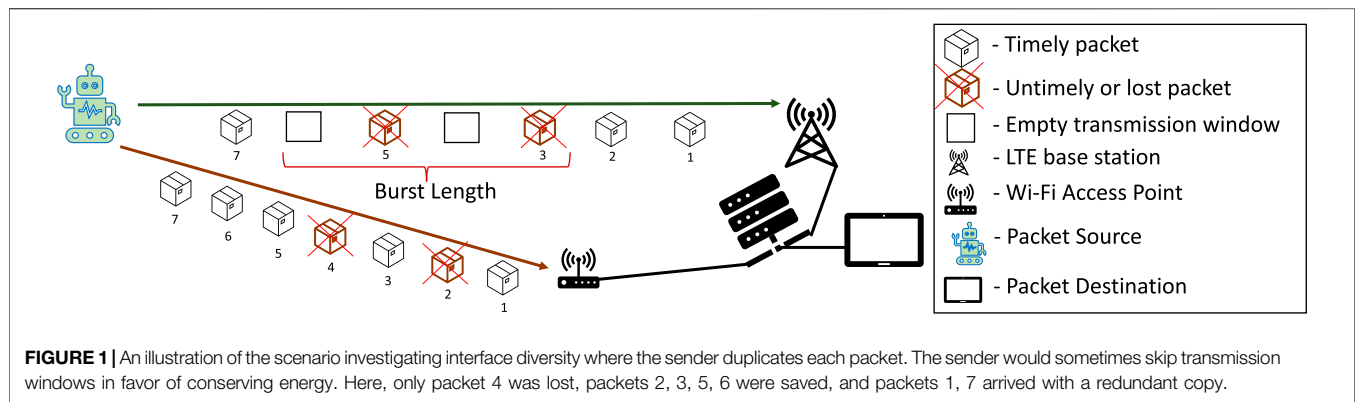 7
5
3
2
1
Burst Length
7
6
5
4
3
2
1
- Timely packet
- Untimely or lost packet
- Empty transmission window
- LTE base station
- Wi-Fi Access Point
- Packet Source
- Packet Destination
FIGURE 1 | An illustration of the scenario investigating interface diversity where the sender duplicates each packet. The sender would sometimes skip transmission
windows in favor of conserving energy. Here, only packet 4 was lost, packets 2, 3, 5, 6 were saved, and packets 1, 7 arrived with a redundant copy.